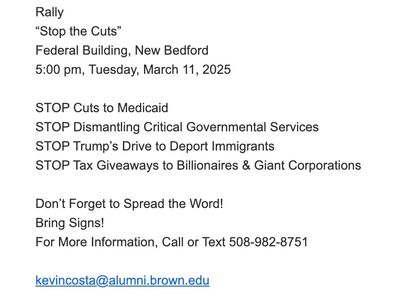 Rally
“Stop the Cuts”
Federal Building, New Bedford
5:00 pm, Tuesday, March 11, 2025
STOP Cuts to Medicaid
STOP Dismantling Critical Governmental Services
STOP Trump’s Drive to Deport Immigrants
STOP Tax Giveaways to Billionaires & Giant Corporations
Don’t Forget to Spread the Word!
Bring Signs!
For More Information, Call or Text 508-982-8751
kevincosta@alumni.brown.edu